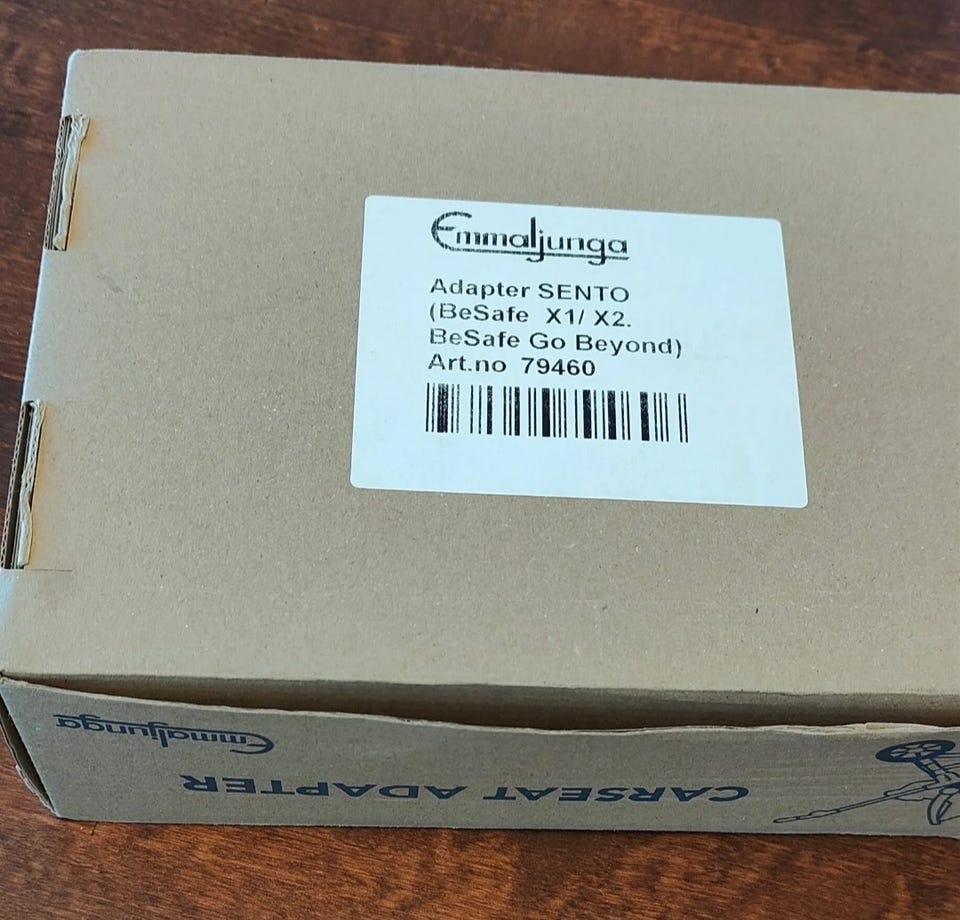 Emmaljunga
Adapter SENTO
(BeSafe X1/ X2.
BeSafe Go Beyond)
Art.no 79460
CARSEAT ADAPTER
Emmaljunga